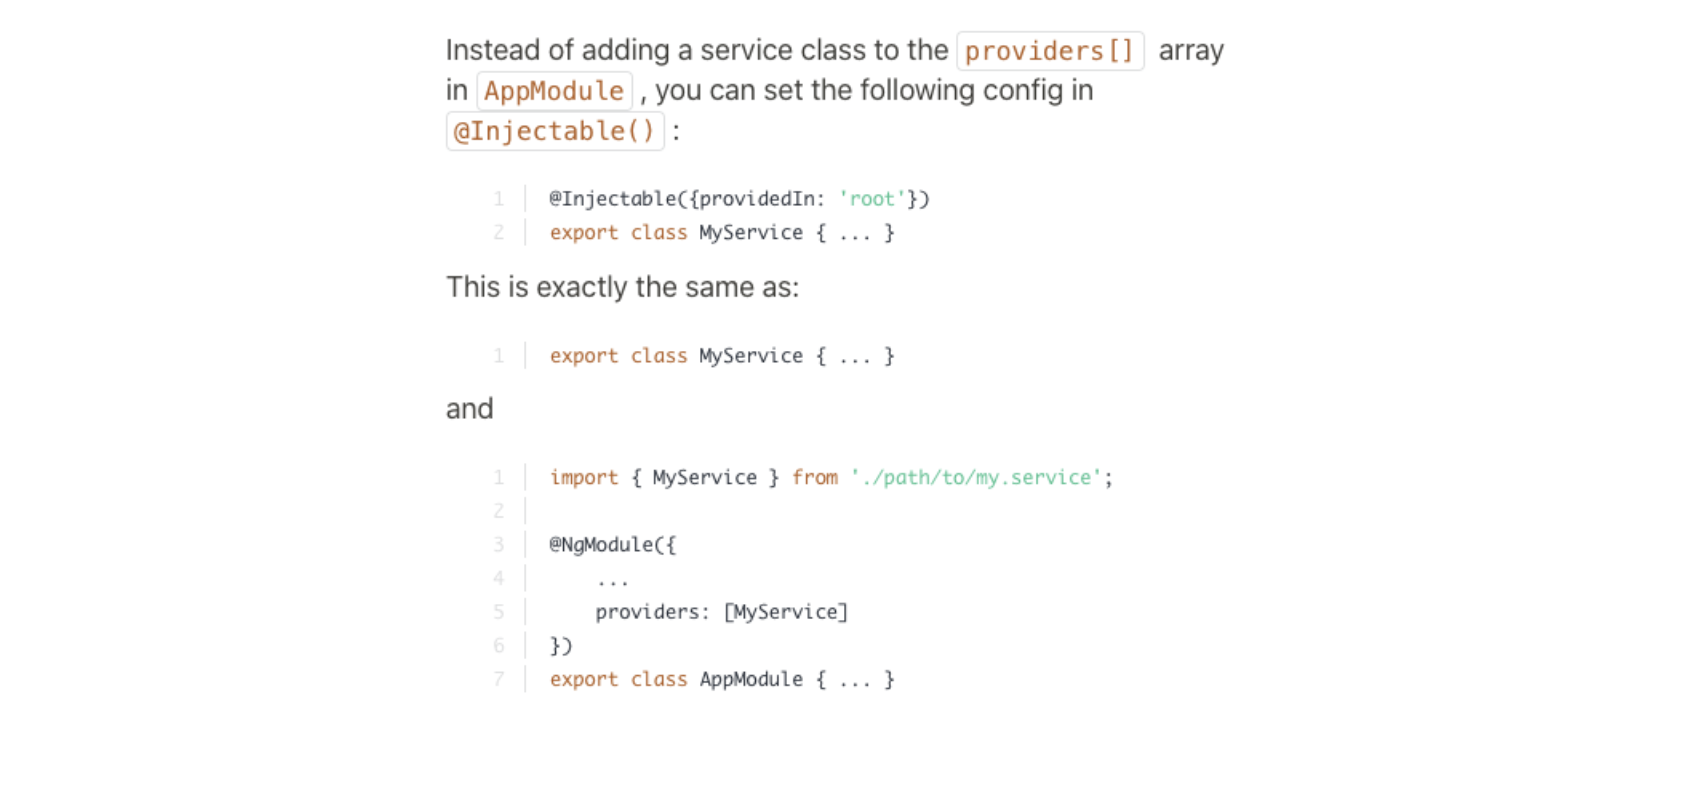 Instead of adding a service class to the providers[] array
in AppModule , you can set the following config in
@Injectable() :
1 @Injectable({providedIn: 'root'})
2 export class MyService { ... }
This is exactly the same as:
1 export class MyService { ... }
and
1 import { MyService } from './path/to/my.service';
2
3 @NgModule({
4     ...
5     providers: [MyService]
6 })
7 export class AppModule { ... }